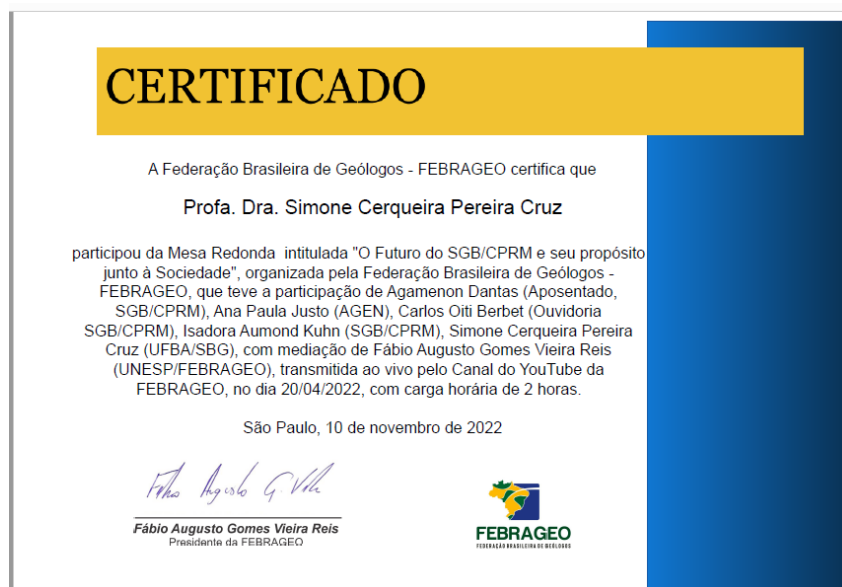 CERTIFICADO
A Federação Brasileira de Geólogos - FEBRAGEO certifica que
Profa. Dra. Simone Cerqueira Pereira Cruz
participou da Mesa Redonda intitulada "O Futuro do SGB/CPRM e seu propósito
junto à Sociedade", organizada pela Federação Brasileira de Geólogos -
FEBRAGEO, que teve a participação de Agamenon Dantas (Aposentado,
SGB/CPRM), Ana Paula Justo (AGEN), Carlos Oiti Berbet (Ouvidoria
SGB/CPRM), Isadora Aumond Kuhn (SGB/CPRM), Simone Cerqueira Pereira
Cruz (UFBA/SBG), com mediação de Fábio Augusto Gomes Vieira Reis
(UNESP/FEBRAGEO), transmitida ao vivo pelo Canal do YouTube da
FEBRAGEO, no dia 20/04/2022, com carga horária de 2 horas.
São Paulo, 10 de novembro de 2022
Fábio Augusto Gomes Vieira Reis
Presidente da FEBRAGEO
FEBRAGEO
FEDERAÇÃO BRASILEIRA DE GEÓLOGOS